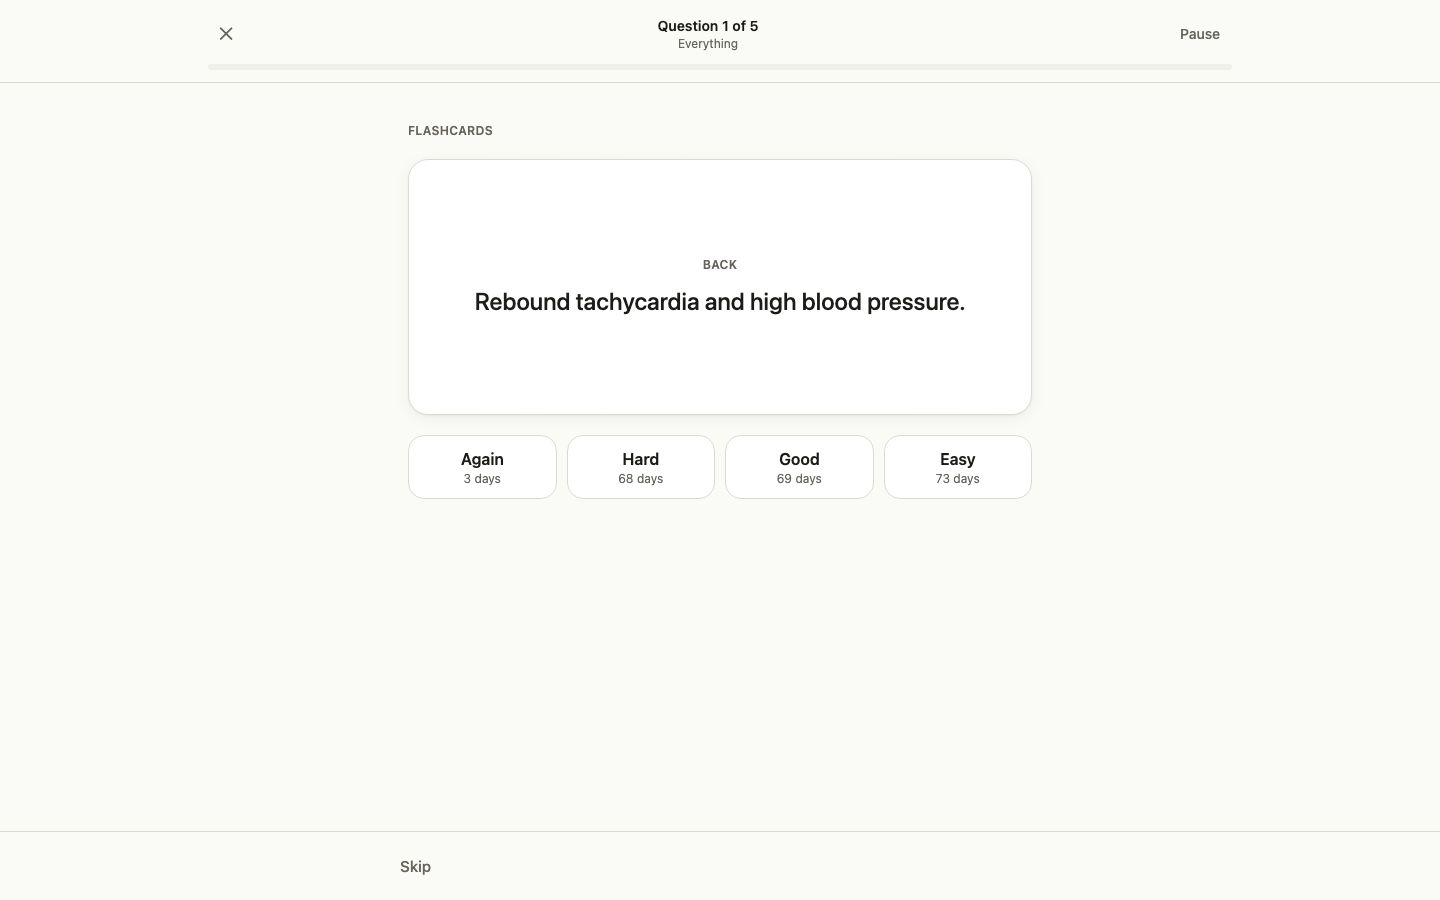 Question 1 of 5
Everything
Pause
FLASHCARDS
BACK
Rebound tachycardia and high blood pressure.
Again
3 days
Hard
68 days
Good
69 days
Easy
73 days
Skip